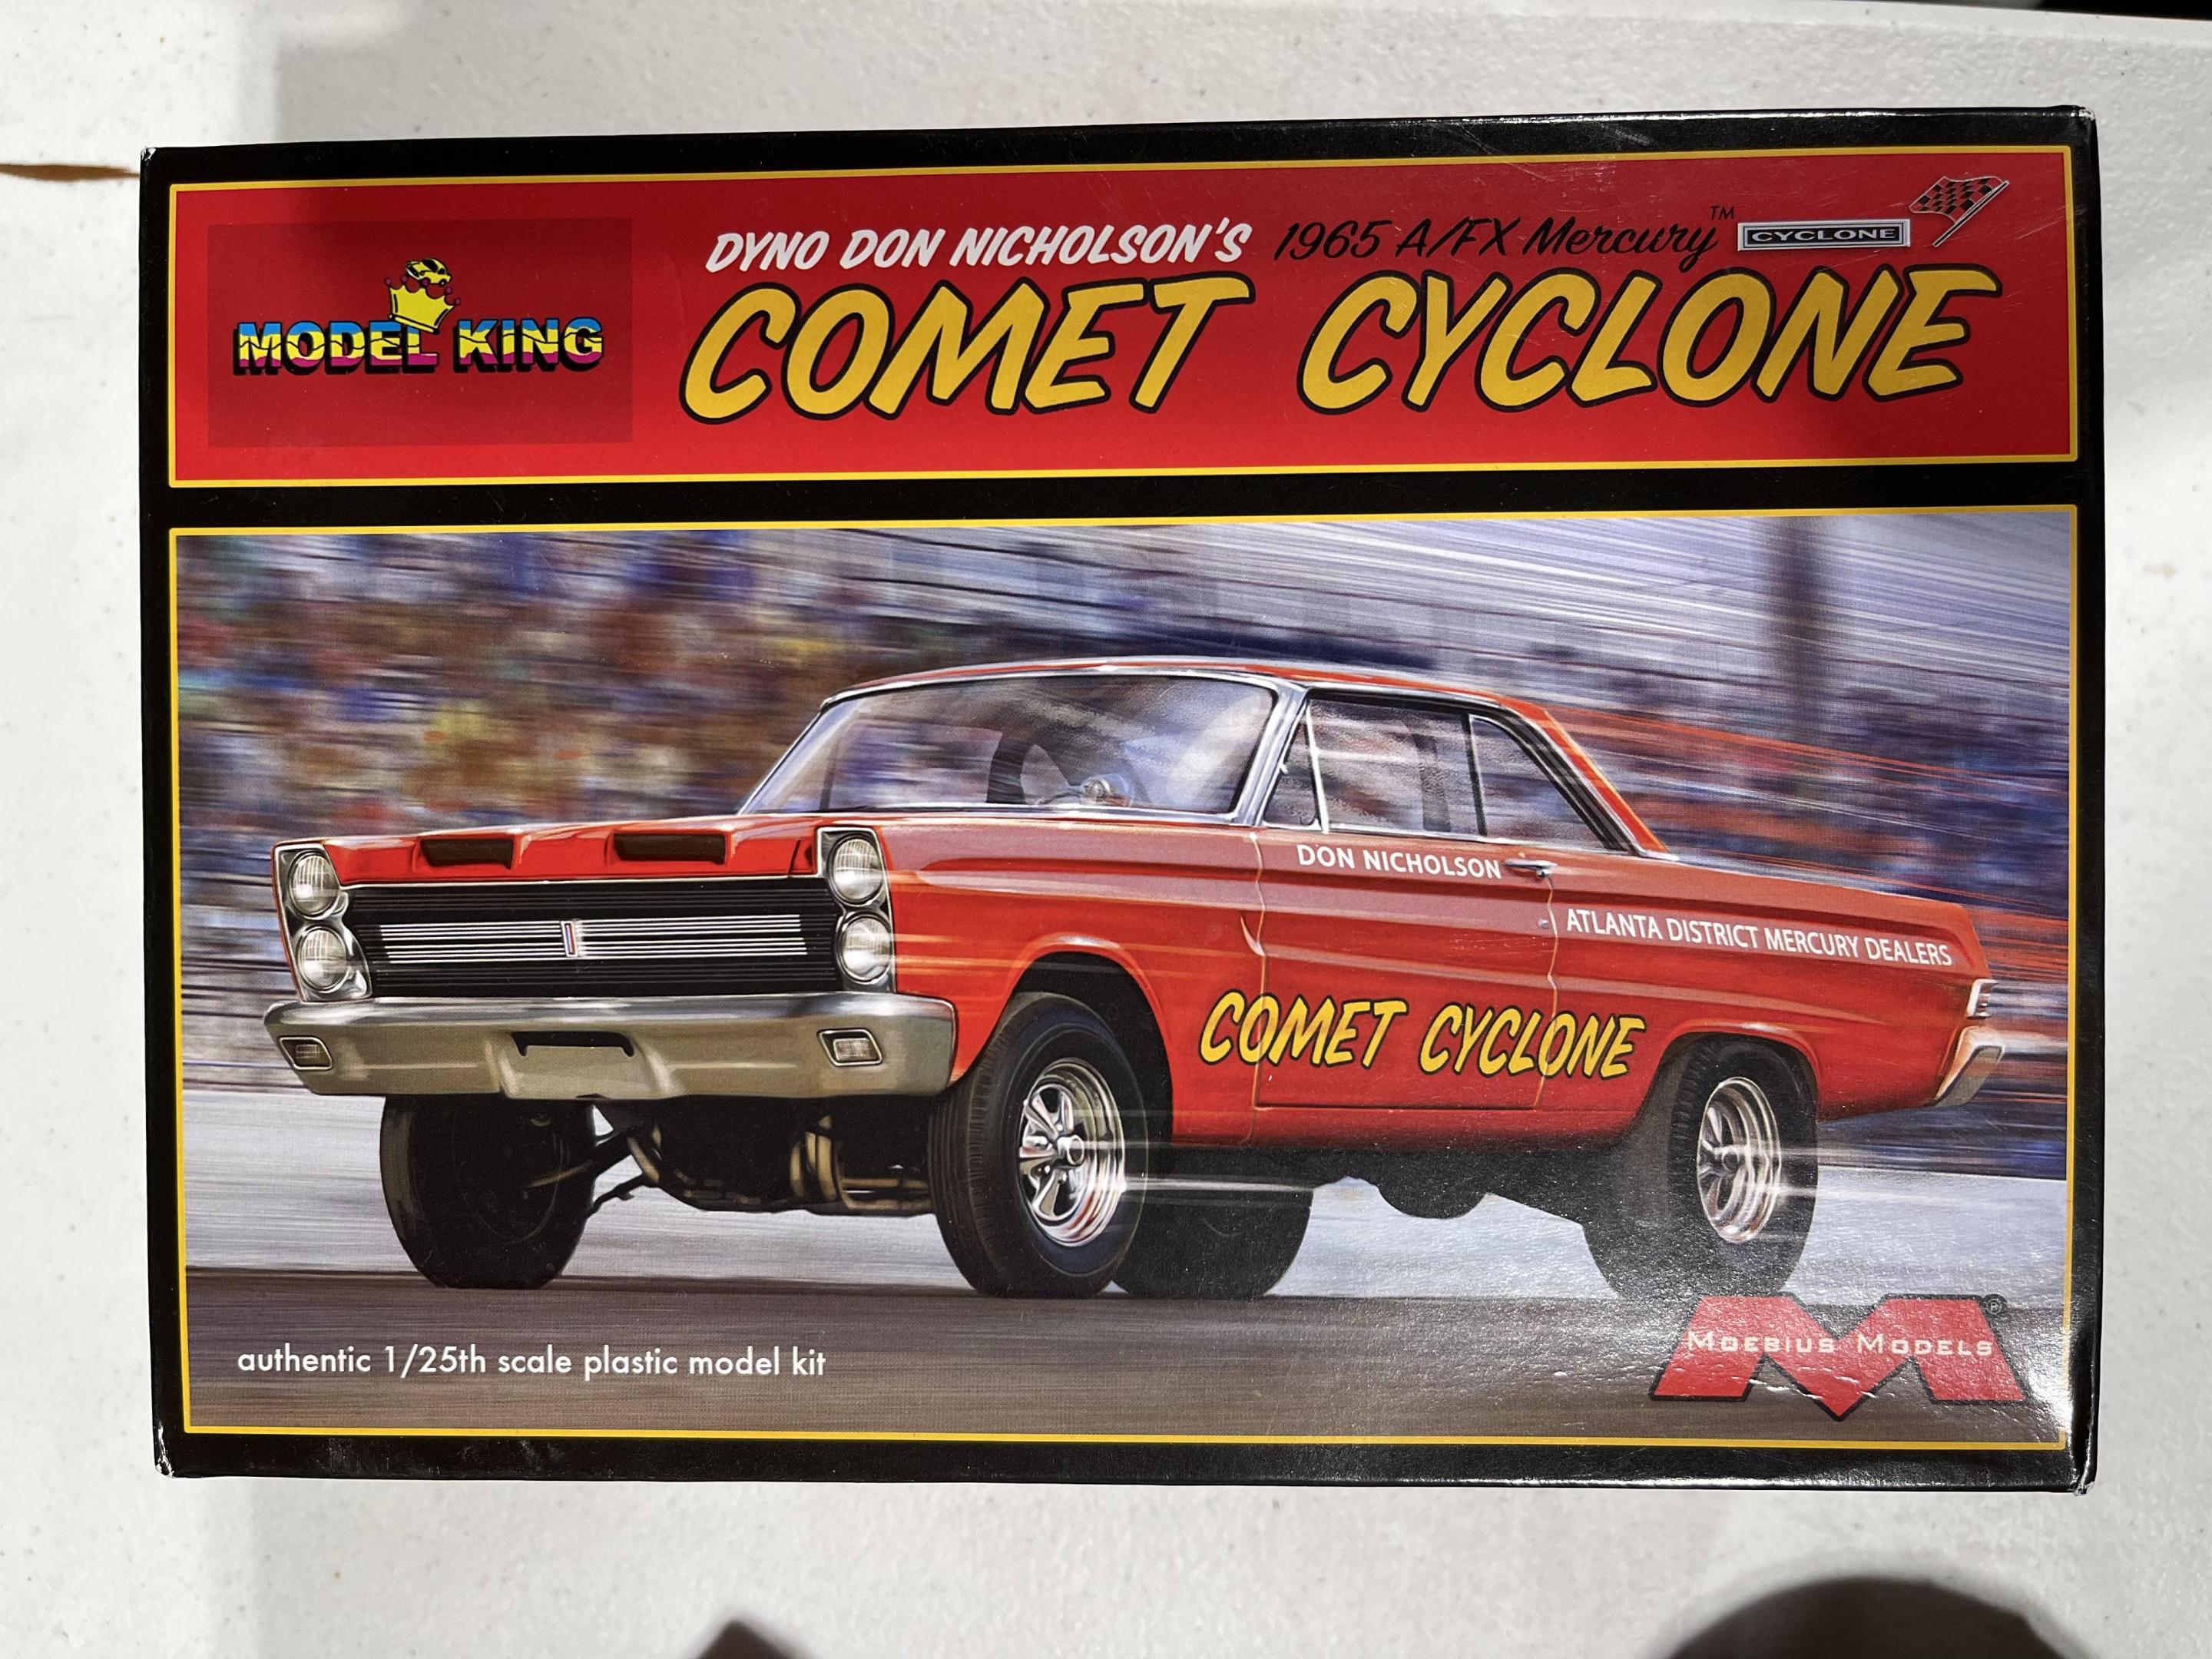 MODEL KING
DYNO DON NICHOLSON'S 1965 A/FX Mercury™ CYCLONE
COMET CYCLONE
DON NICHOLSON
ATLANTA DISTRICT MERCURY DEALERS
COMET CYCLONE
authentic 1/25th scale plastic model kit
MOEBIUS MODELS®